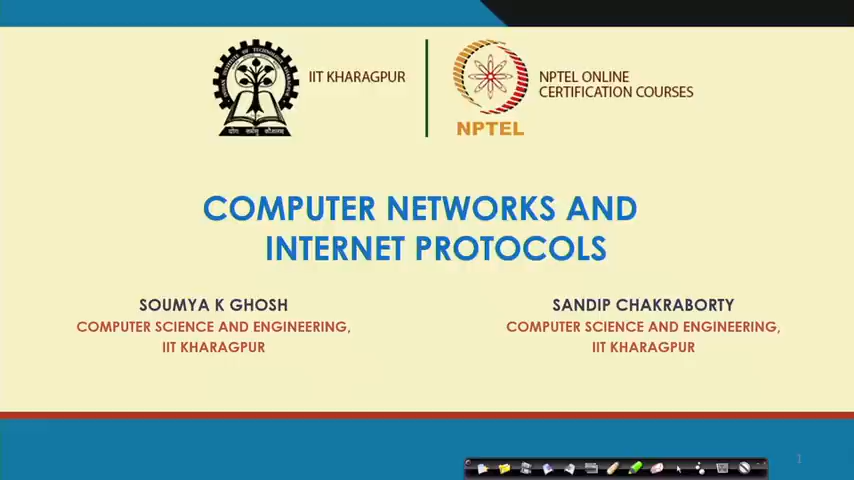 IIT KHARAGPUR
NPTEL
NPTEL ONLINE
CERTIFICATION COURSES
COMPUTER NETWORKS AND
INTERNET PROTOCOLS
SOUMYA K GHOSH
COMPUTER SCIENCE AND ENGINEERING,
IIT KHARAGPUR
SANDIP CHAKRABORTY
COMPUTER SCIENCE AND ENGINEERING,
IIT KHARAGPUR
1